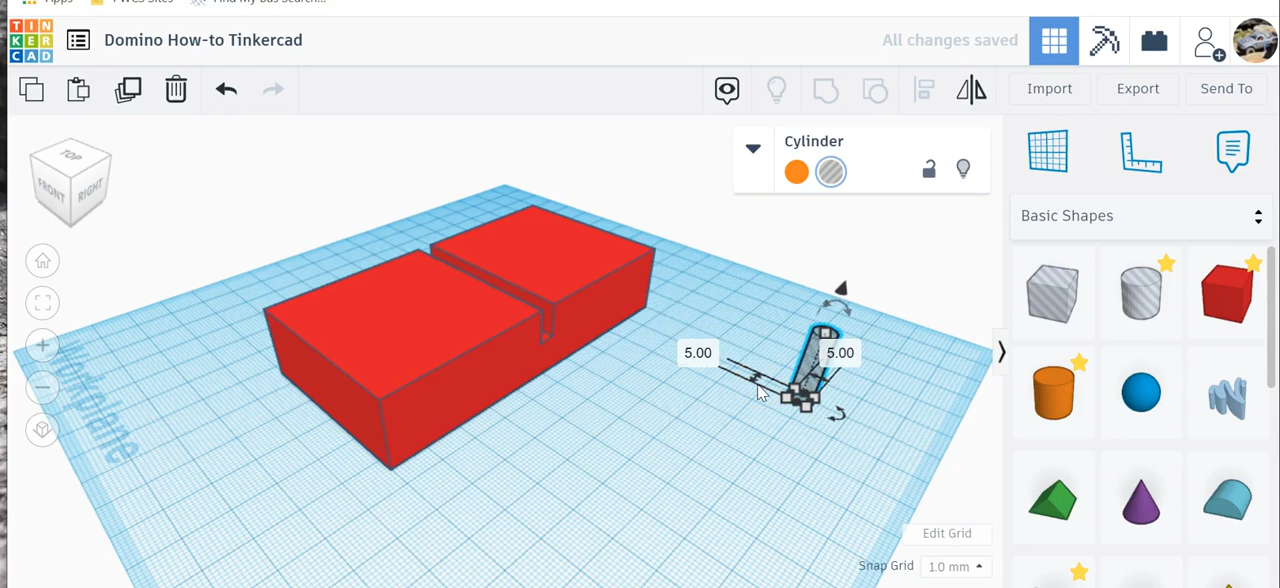 Apps
Find My Bus Search...
TIN
KER
CAD
Domino How-to Tinkercad
All changes saved
Import
Export
Send To
TOP
FRONT
RIGHT
Cylinder
Basic Shapes
5.00
5.00
Workplane
Edit Grid
Snap Grid
1.0 mm